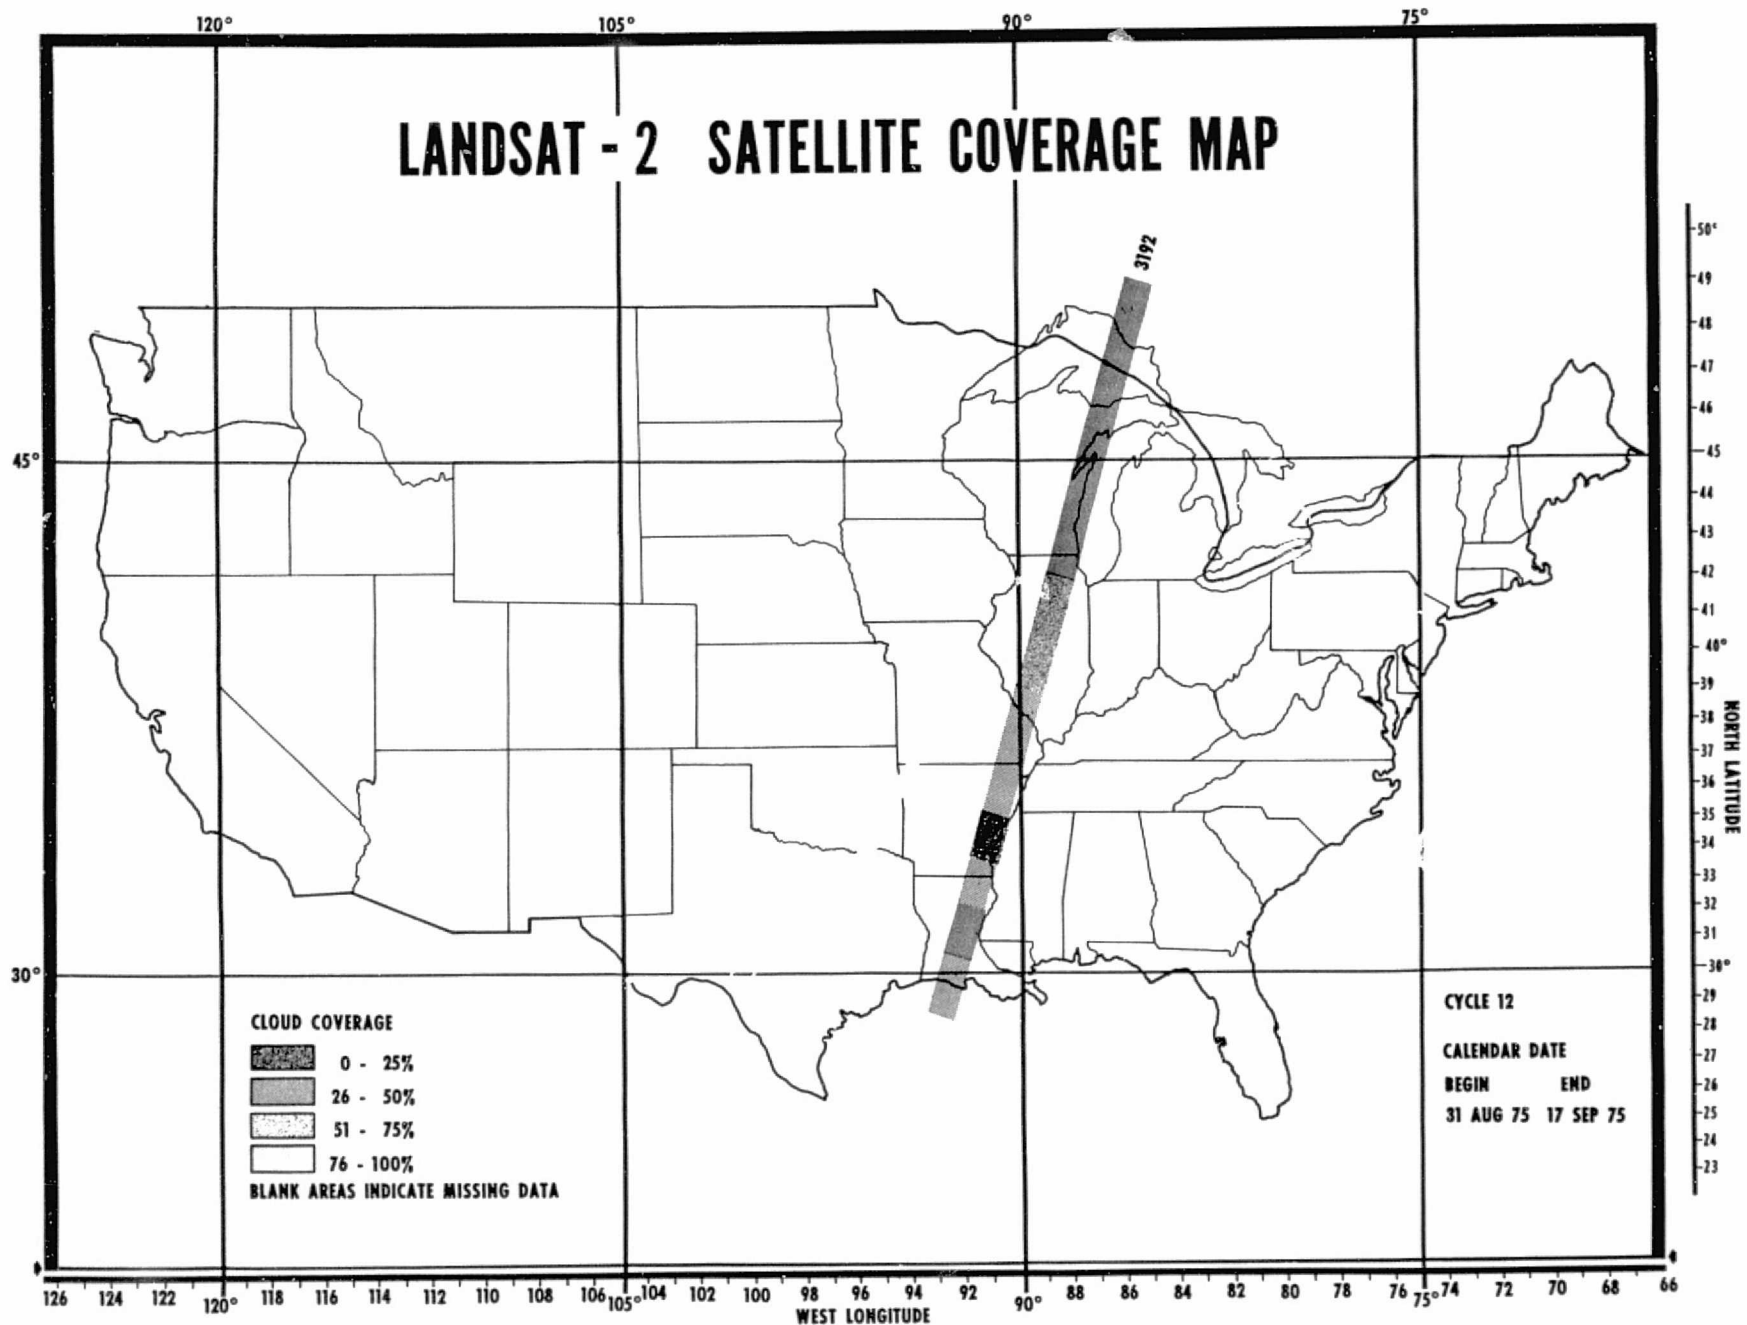 120° 105° 90° 75°
LANDSAT - 2 SATELLITE COVERAGE MAP
3192
50°
49
48
47
46
45° 45
44
43
42
41
40°
39
38
37
36
35
34
33
32
31
30° 30°
29
28
27
26
25
24
23
NORTH LATITUDE
CLOUD COVERAGE
0 - 25%
26 - 50%
51 - 75%
76 - 100%
BLANK AREAS INDICATE MISSING DATA
CYCLE 12
CALENDAR DATE
BEGIN END
31 AUG 75 17 SEP 75
126 124 122 120° 118 116 114 112 110 108 106 105° 104 102 100 98 96 94 92 90° 88 86 84 82 80 78 76 75° 74 72 70 68 66
WEST LONGITUDE